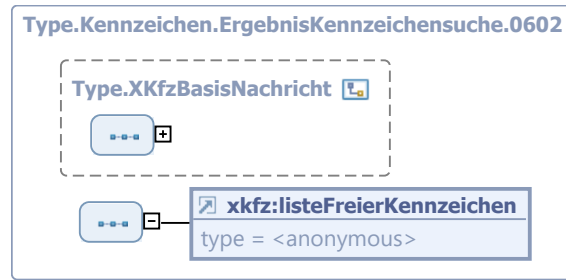 Type.Kennzeichen.ErgebnisKennzeichensuche.0602
Type.XKfzBasisNachricht
xkfz:listeFreierKennzeichen
type = <anonymous>